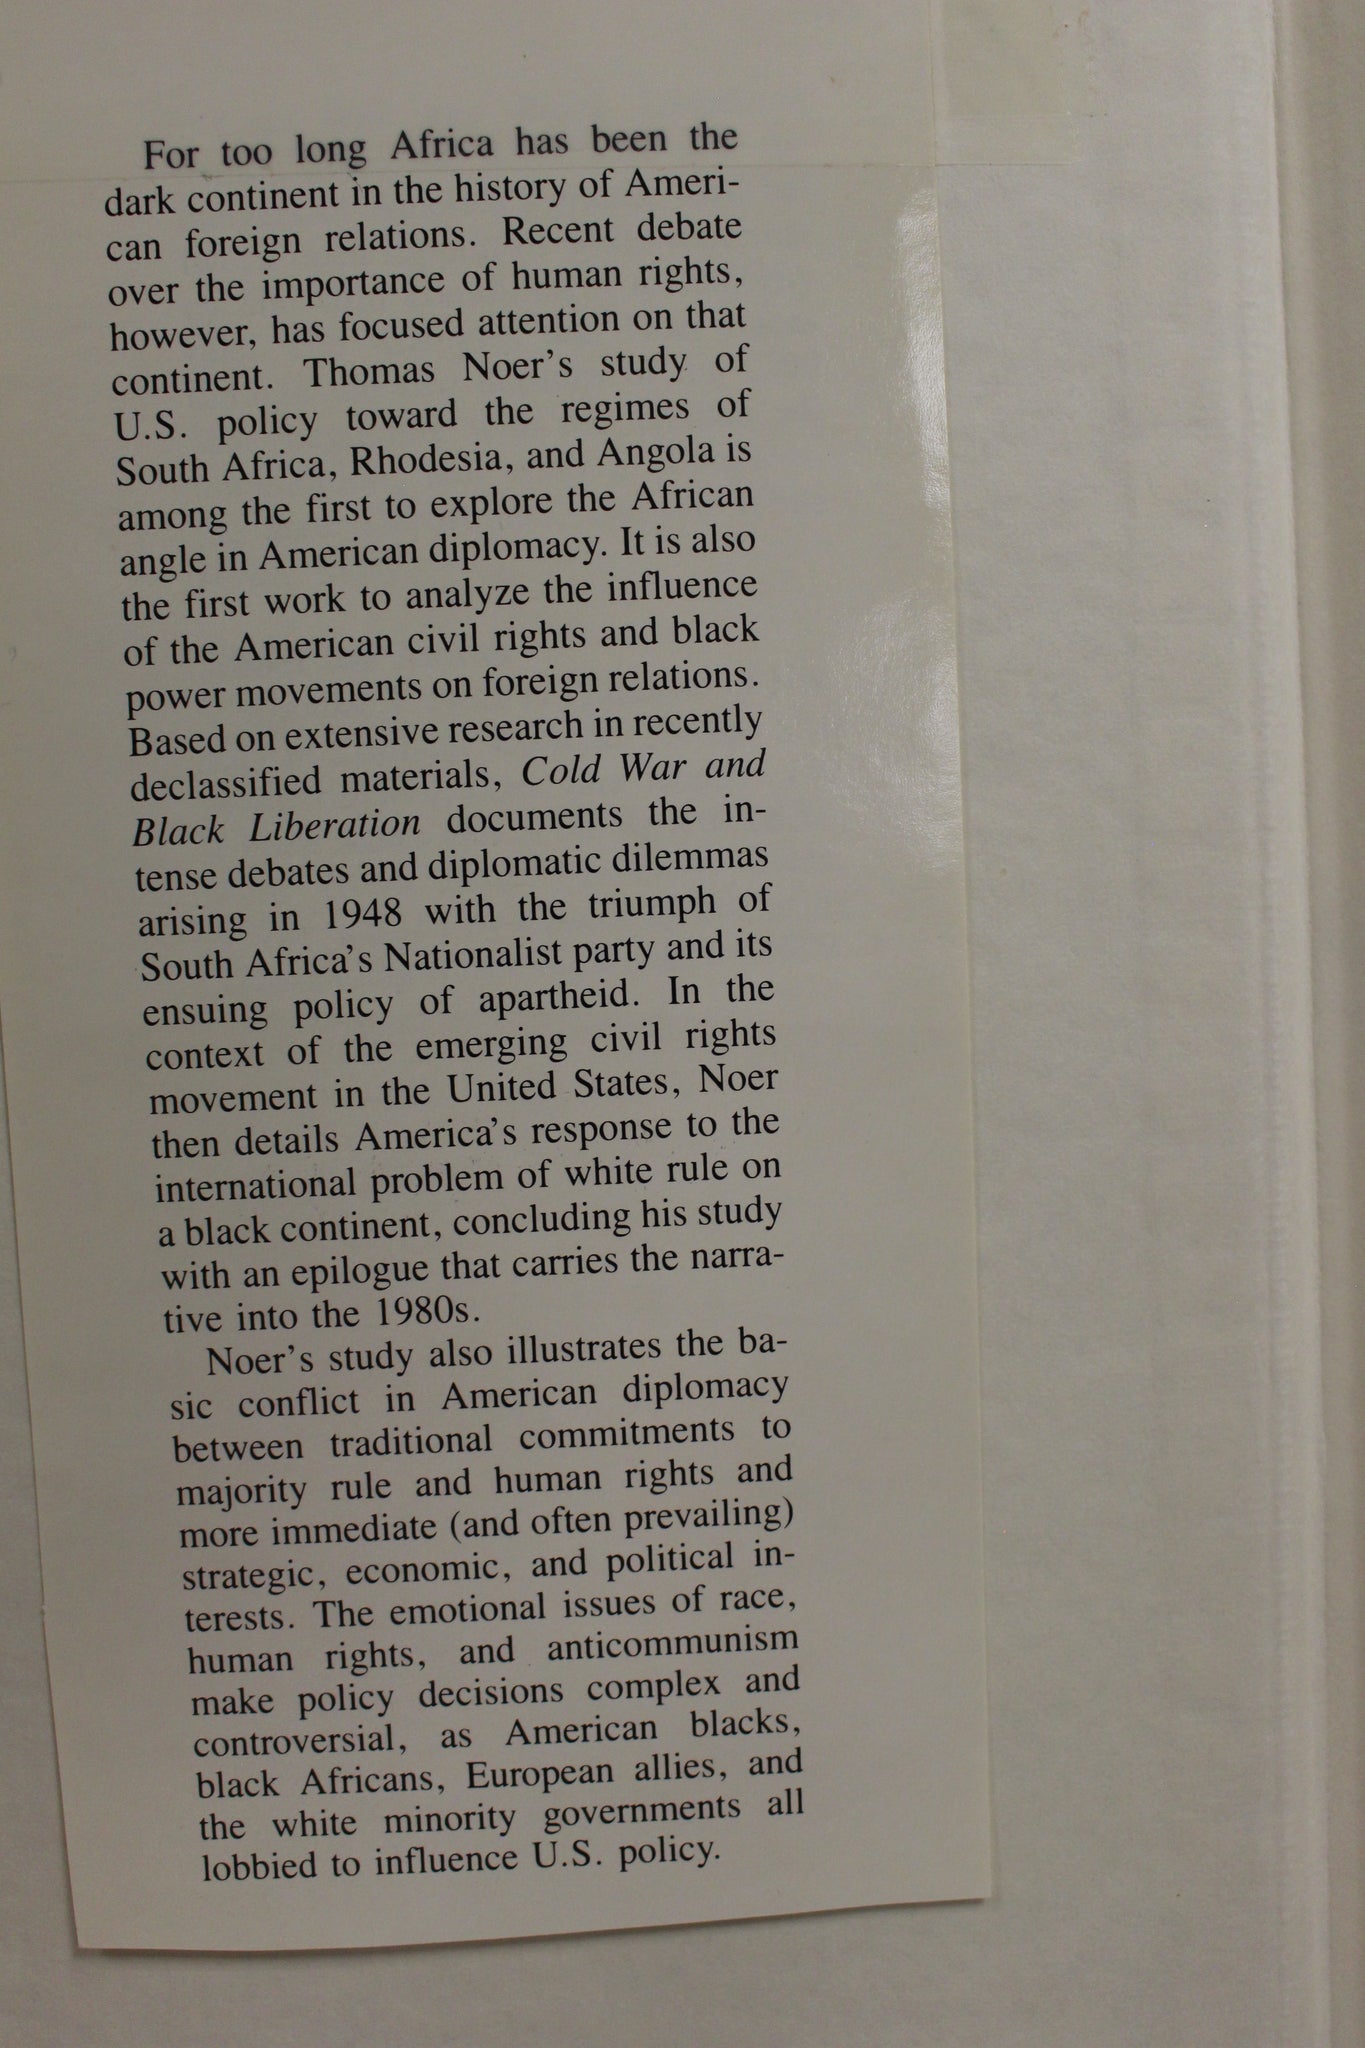 For too long Africa has been the
dark continent in the history of Ameri-
can foreign relations. Recent debate
over the importance of human rights,
however, has focused attention on that
continent. Thomas Noer's study of
U.S. policy toward the regimes of
South Africa, Rhodesia, and Angola is
among the first to explore the African
angle in American diplomacy. It is also
the first work to analyze the influence
of the American civil rights and black
power movements on foreign relations.
Based on extensive research in recently
declassified materials, Cold War and
Black Liberation documents the in-
tense debates and diplomatic dilemmas
arising in 1948 with the triumph of
South Africa's Nationalist party and its
ensuing policy of apartheid. In the
context of the emerging civil rights
movement in the United States, Noer
then details America's response to the
international problem of white rule on
a black continent, concluding his study
with an epilogue that carries the narra-
tive into the 1980s.
Noer's study also illustrates the ba-
sic conflict in American diplomacy
between traditional commitments to
majority rule and human rights and
more immediate (and often prevailing)
strategic, economic, and political in-
terests. The emotional issues of race,
human rights, and anticommunism
make policy decisions complex and
controversial, as American blacks,
black Africans, European allies, and
the white minority governments all
lobbied to influence U.S. policy.